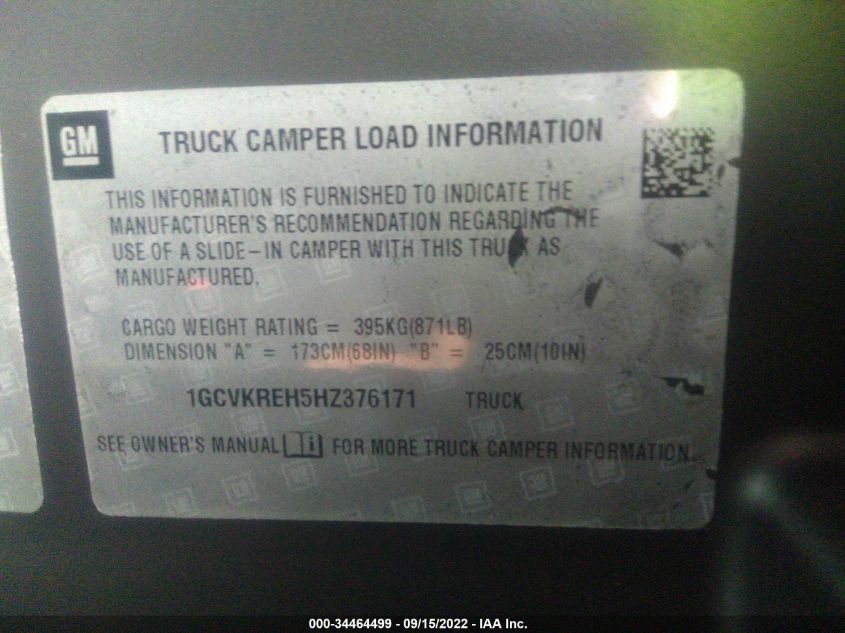 GM
TRUCK CAMPER LOAD INFORMATION
THIS INFORMATION IS FURNISHED TO INDICATE THE
MANUFACTURER'S RECOMMENDATION REGARDING THE
USE OF A SLIDE-IN CAMPER WITH THIS TRUCK AS
MANUFACTURED.
CARGO WEIGHT RATING = 395KG(871LB)
DIMENSION "A" = 173CM(68IN) "B" = 25CM(10IN)
1GCVKREH5HZ376171 TRUCK
SEE OWNER'S MANUAL FOR MORE TRUCK CAMPER INFORMATION.
000-34464499 - 09/15/2022 - IAA Inc.